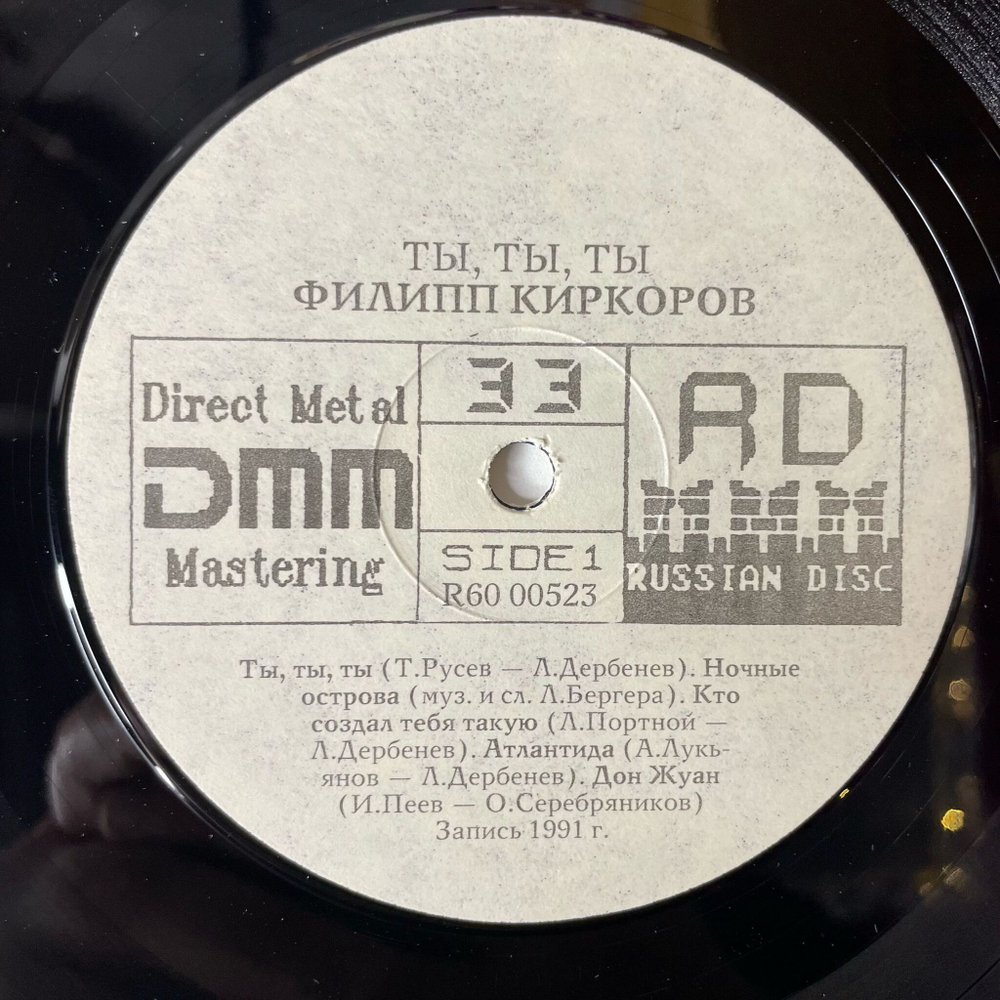 ТЫ, ТЫ, ТЫ
ФИЛИПП КИРКОРОВ
Direct Metal
DMM
Mastering
33
SIDE 1
R60 00523
RD
RUSSIAN DISC
Ты, ты, ты (Т.Русев — Л.Дербенев). Ночные
острова (муз. и сл. Л.Бергера). Кто
создал тебя такую (Л.Портной —
Л.Дербенев). Атлантида (А.Лукь-
янов — Л.Дербенев). Дон Жуан
(И.Пеев — О.Серебряников)
Запись 1991 г.